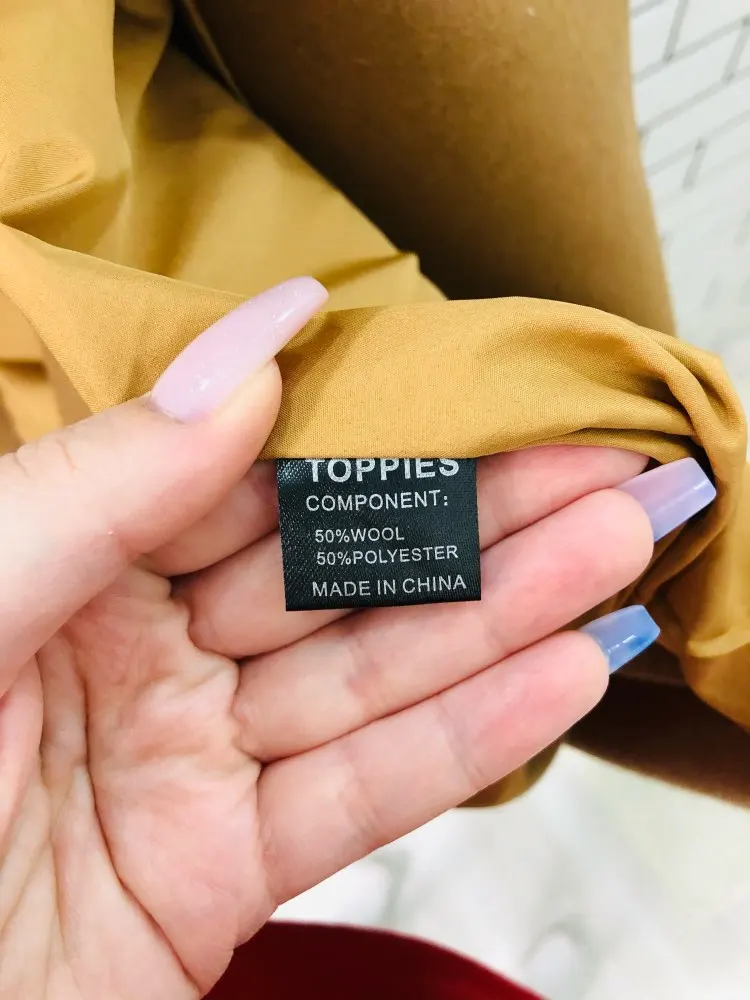 TOPPIES
COMPONENT:
50%WOOL
50%POLYESTER
MADE IN CHINA